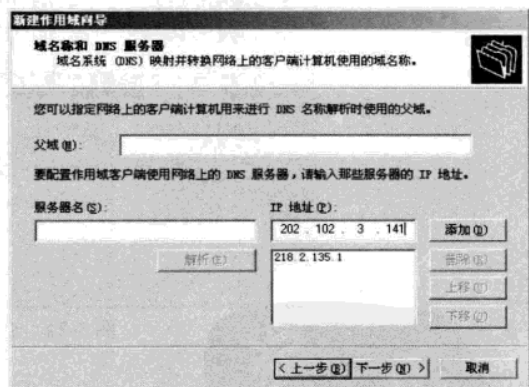 新建作用域向导
域名称和 DNS 服务器
域名系统 (DNS) 映射并转换网络上的客户端计算机使用的域名称。
您可以指定网络上的客户端计算机用来进行 DNS 名称解析时使用的父域。
父域(M):
要配置作用域客户端使用网络上的 DNS 服务器，请输入那些服务器的 IP 地址。
服务器名(S): IP 地址(P):
202 . 102 . 3 . 141 添加(D)
解析(E) 218.2.135.1 删除(R)
上移(U)
下移(O)
< 上一步(B) 下一步(N) > 取消